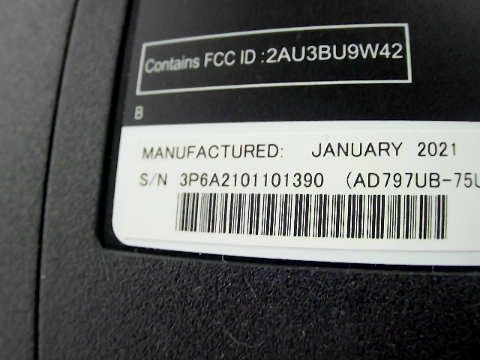 Contains FCC ID :2AU3BU9W42
B
MANUFACTURED: JANUARY 2021
S/N 3P6A2101101390 (AD797UB-75U